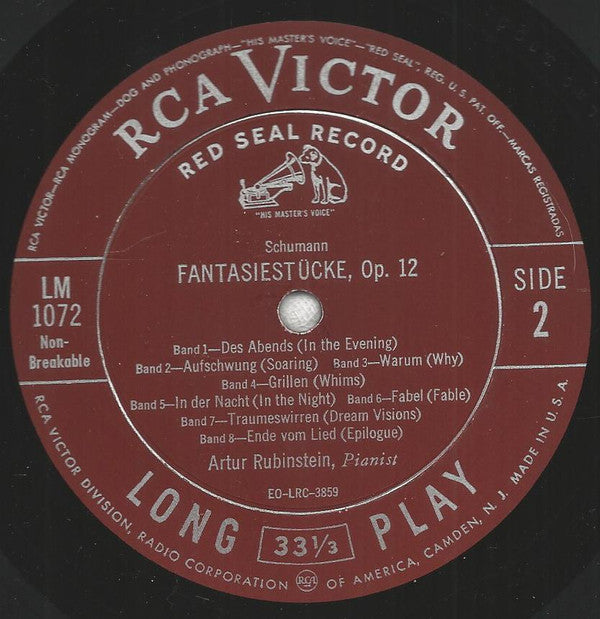 RCA VICTOR—RCA MONOGRAM—DOG AND PHONOGRAPH—"HIS MASTER'S VOICE"—"RED SEAL", REG. U. S. PAT. OFF.—MARCAS REGISTRADAS
RCA VICTOR
RED SEAL RECORD
"HIS MASTER'S VOICE"
Schumann
FANTASIESTÜCKE, Op. 12
LM
1072
Non-
Breakable
SIDE
2
Band 1—Des Abends (In the Evening)
Band 2—Aufschwung (Soaring) Band 3—Warum (Why)
Band 4—Grillen (Whims)
Band 5—In der Nacht (In the Night) Band 6—Fabel (Fable)
Band 7—Traumeswirren (Dream Visions)
Band 8—Ende vom Lied (Epilogue)
Artur Rubinstein, Pianist
EO-LRC-3859
LONG 33⅓ PLAY
RCA VICTOR DIVISION, RADIO CORPORATION RCA OF AMERICA, CAMDEN, N. J. MADE IN U.S.A.